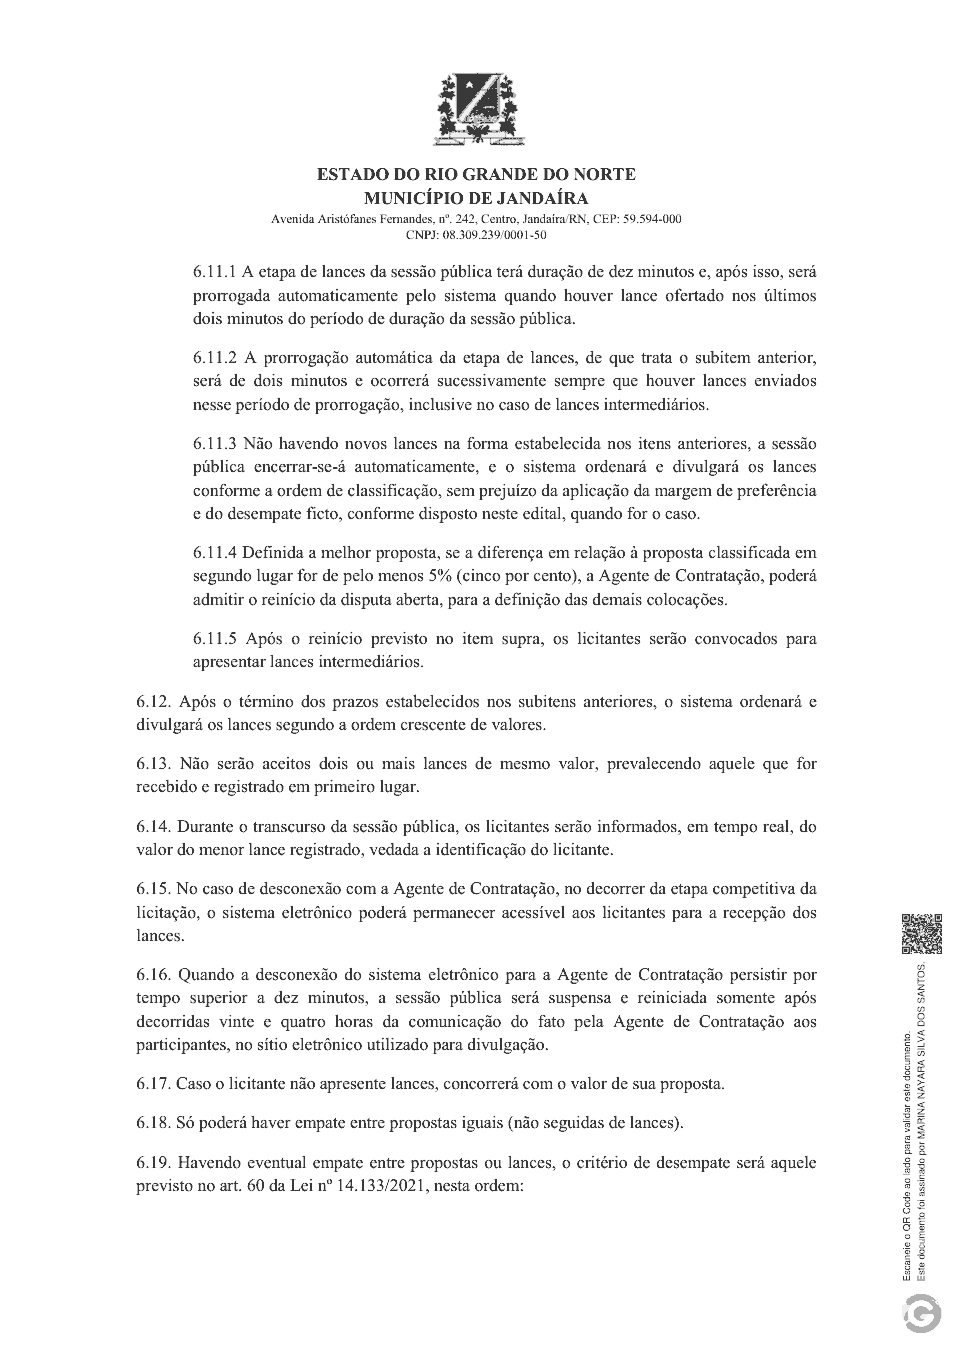 ESTADO DO RIO GRANDE DO NORTE
MUNICÍPIO DE JANDAÍRA
Avenida Aristófanes Fernandes, nº. 242, Centro, Jandaíra/RN, CEP: 59.594-000
CNPJ: 08.309.239/0001-50
6.11.1 A etapa de lances da sessão pública terá duração de dez minutos e, após isso, será
prorrogada automaticamente pelo sistema quando houver lance ofertado nos últimos
dois minutos do período de duração da sessão pública.
6.11.2 A prorrogação automática da etapa de lances, de que trata o subitem anterior,
será de dois minutos e ocorrerá sucessivamente sempre que houver lances enviados
nesse período de prorrogação, inclusive no caso de lances intermediários.
6.11.3 Não havendo novos lances na forma estabelecida nos itens anteriores, a sessão
pública encerrar-se-á automaticamente, e o sistema ordenará e divulgará os lances
conforme a ordem de classificação, sem prejuízo da aplicação da margem de preferência
e do desempate ficto, conforme disposto neste edital, quando for o caso.
6.11.4 Definida a melhor proposta, se a diferença em relação à proposta classificada em
segundo lugar for de pelo menos 5% (cinco por cento), a Agente de Contratação, poderá
admitir o reinício da disputa aberta, para a definição das demais colocações.
6.11.5 Após o reinício previsto no item supra, os licitantes serão convocados para
apresentar lances intermediários.
6.12. Após o término dos prazos estabelecidos nos subitens anteriores, o sistema ordenará e
divulgará os lances segundo a ordem crescente de valores.
6.13. Não serão aceitos dois ou mais lances de mesmo valor, prevalecendo aquele que for
recebido e registrado em primeiro lugar.
6.14. Durante o transcurso da sessão pública, os licitantes serão informados, em tempo real, do
valor do menor lance registrado, vedada a identificação do licitante.
6.15. No caso de desconexão com a Agente de Contratação, no decorrer da etapa competitiva da
licitação, o sistema eletrônico poderá permanecer acessível aos licitantes para a recepção dos
lances.
6.16. Quando a desconexão do sistema eletrônico para a Agente de Contratação persistir por
tempo superior a dez minutos, a sessão pública será suspensa e reiniciada somente após
decorridas vinte e quatro horas da comunicação do fato pela Agente de Contratação aos
participantes, no sítio eletrônico utilizado para divulgação.
6.17. Caso o licitante não apresente lances, concorrerá com o valor de sua proposta.
6.18. Só poderá haver empate entre propostas iguais (não seguidas de lances).
6.19. Havendo eventual empate entre propostas ou lances, o critério de desempate será aquele
previsto no art. 60 da Lei nº 14.133/2021, nesta ordem:
Escaneie o QR Code ao lado para validar este documento.
Este documento foi assinado por MARINA NAYARA SILVA DOS SANTOS.
G